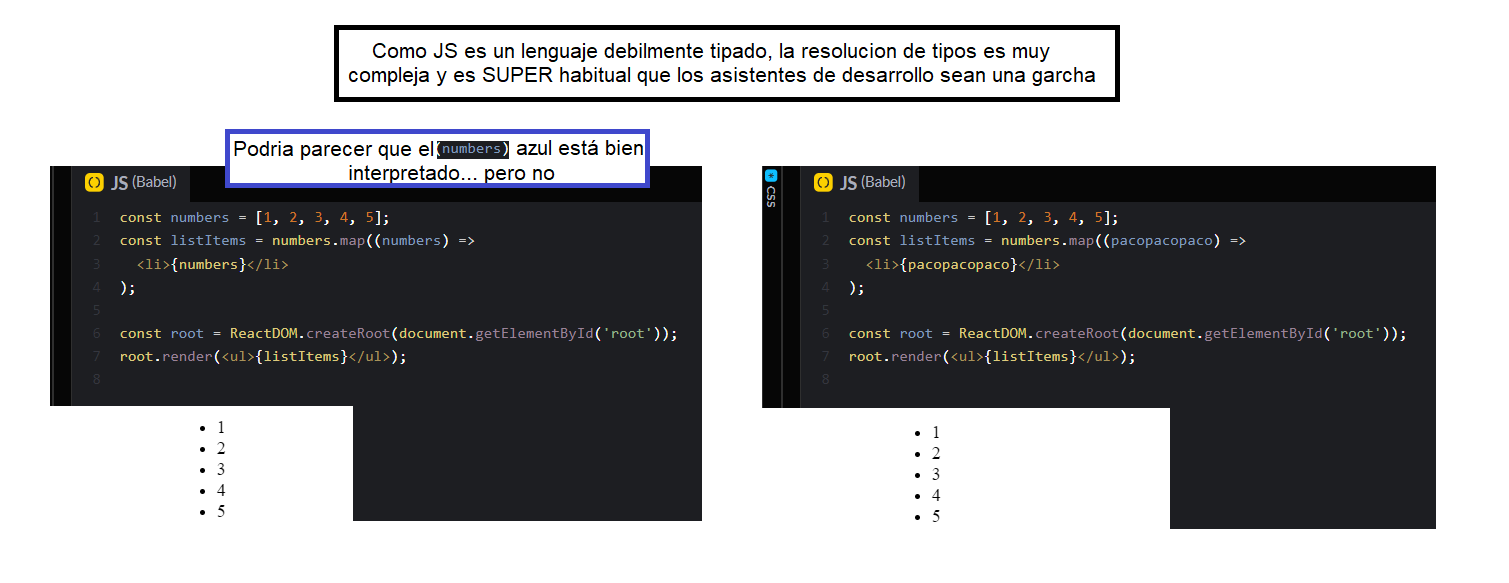 Como JS es un lenguaje debilmente tipado, la resolucion de tipos es muy
compleja y es SUPER habitual que los asistentes de desarrollo sean una garcha
Podria parecer que el (numbers) azul está bien
interpretado... pero no
JS (Babel)
1 const numbers = [1, 2, 3, 4, 5];
2 const listItems = numbers.map((numbers) =>
3 <li>{numbers}</li>
4 );
5
6 const root = ReactDOM.createRoot(document.getElementById('root'));
7 root.render(<ul>{listItems}</ul>);
8
• 1
• 2
• 3
• 4
• 5
* CSS
JS (Babel)
1 const numbers = [1, 2, 3, 4, 5];
2 const listItems = numbers.map((pacopacopaco) =>
3 <li>{pacopacopaco}</li>
4 );
5
6 const root = ReactDOM.createRoot(document.getElementById('root'));
7 root.render(<ul>{listItems}</ul>);
8
• 1
• 2
• 3
• 4
• 5